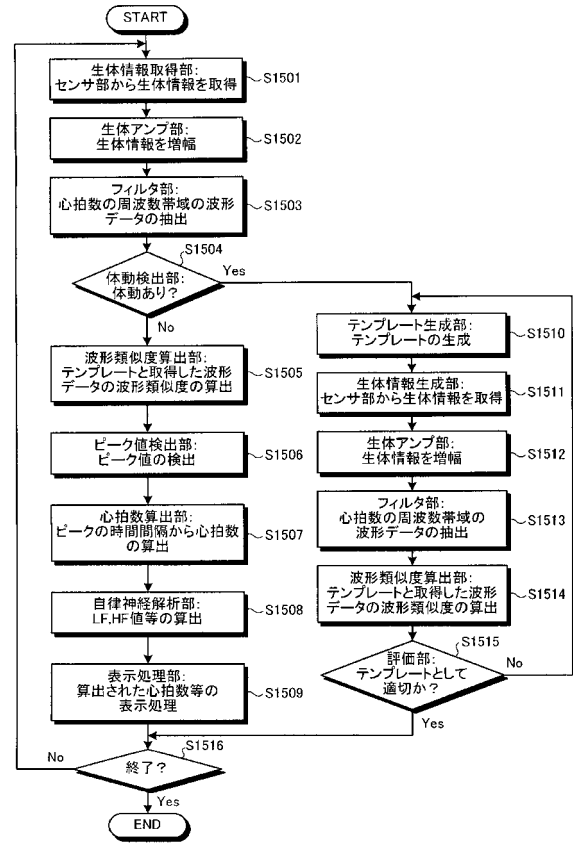 START
生体情報取得部:
センサ部から生体情報を取得
S1501
生体アンプ部:
生体情報を増幅
S1502
フィルタ部:
心拍数の周波数帯域の波形
データの抽出
S1503
S1504
体動検出部:
体動あり?
Yes
No
波形類似度算出部:
テンプレートと取得した波形
データの波形類似度の算出
S1505
ピーク値検出部:
ピーク値の検出
S1506
心拍数算出部:
ピークの時間間隔から心拍数
の算出
S1507
自律神経解析部:
LF,HF値等の算出
S1508
表示処理部:
算出された心拍数等の
表示処理
S1509
テンプレート生成部:
テンプレートの生成
S1510
生体情報生成部:
センサ部から生体情報を取得
S1511
生体アンプ部:
生体情報を増幅
S1512
フィルタ部:
心拍数の周波数帯域の
波形データの抽出
S1513
波形類似度算出部:
テンプレートと取得した波形
データの波形類似度の算出
S1514
S1515
評価部:
テンプレートとして
適切か?
No
Yes
S1516
終了?
No
Yes
END